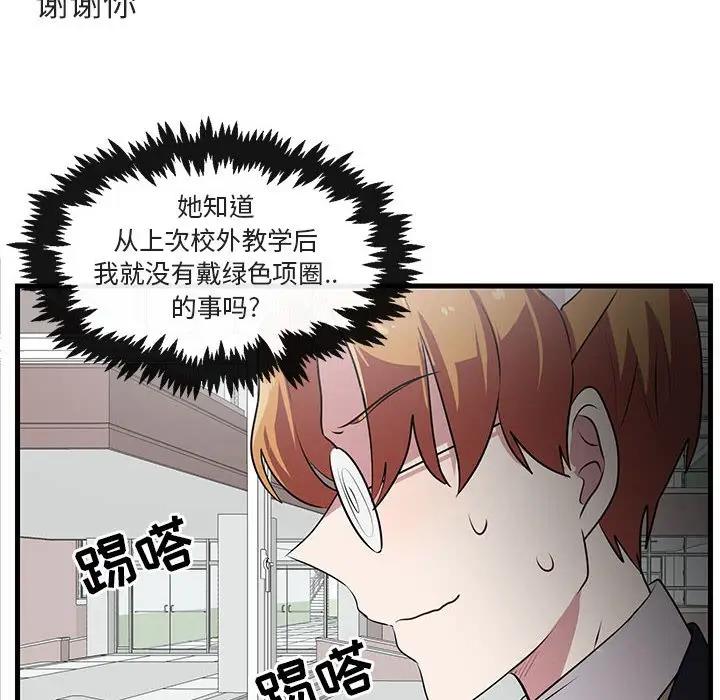 谢谢你
她知道
从上次校外教学后
我就没有戴绿色项圈..
的事吗?
踢嗒
踢嗒